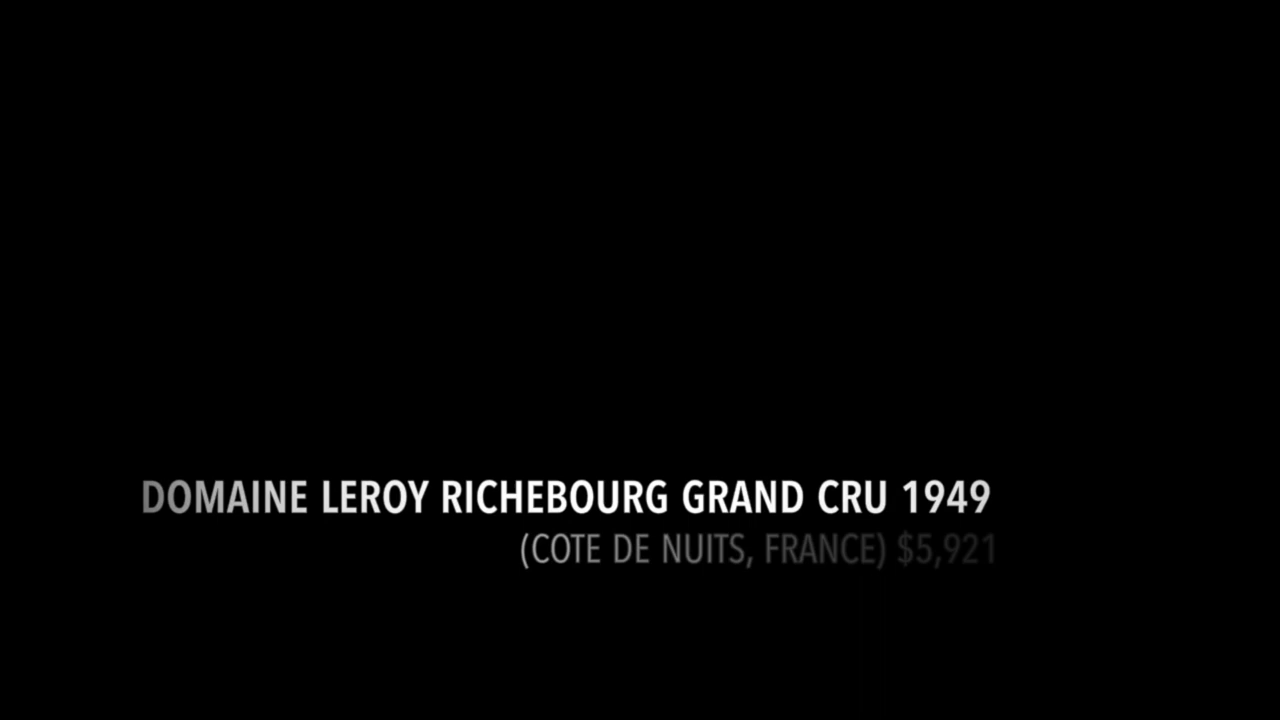 DOMAINE LEROY RICHEBOURG GRAND CRU 1949
(COTE DE NUITS, FRANCE) $5,921